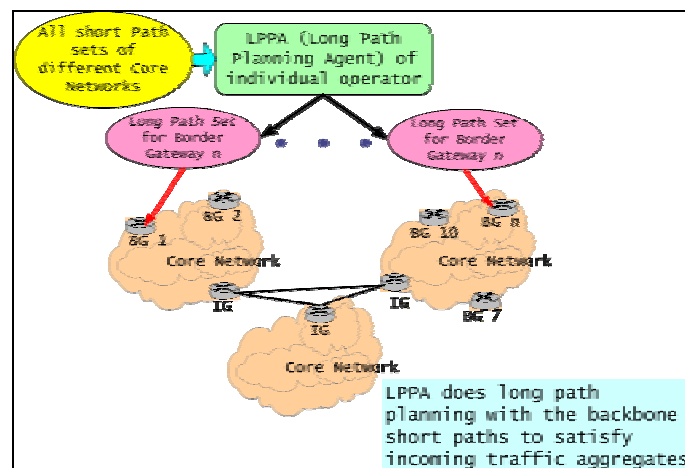 All short Path
sets of
different Core
Networks
LPPA (Long Path
Planning Agent) of
individual operator
Long Path Set
for Border
Gateway n
Long Path Set
for Border
Gateway n
BG 1
BG 2
Core Network
IG
BG 10
BG n
Core Network
IG
BG 7
IG
Core Network
LPPA does long path
planning with the backbone
short paths to satisfy
incoming traffic aggregates